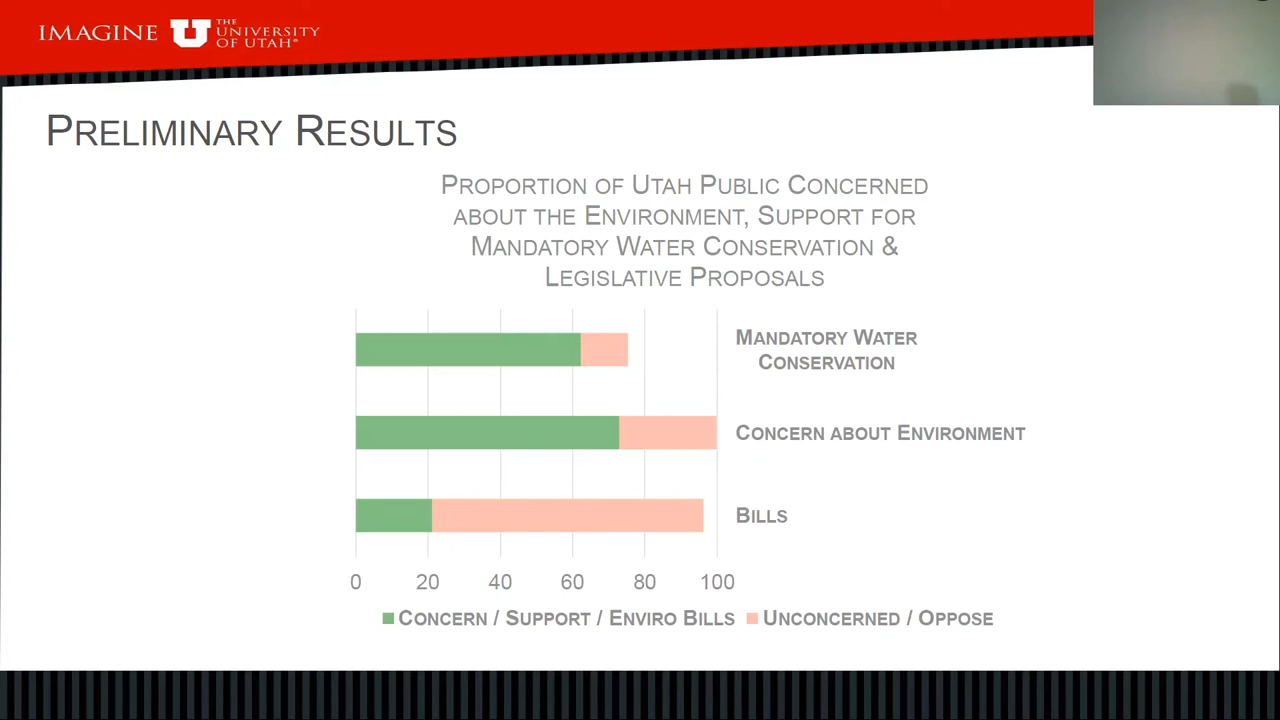 IMAGINE
THE
UNIVERSITY
OF UTAH®
PRELIMINARY RESULTS
PROPORTION OF UTAH PUBLIC CONCERNED
ABOUT THE ENVIRONMENT, SUPPORT FOR
MANDATORY WATER CONSERVATION &
LEGISLATIVE PROPOSALS
MANDATORY WATER
CONSERVATION
CONCERN ABOUT ENVIRONMENT
BILLS
0 20 40 60 80 100
CONCERN / SUPPORT / ENVIRO BILLS UNCONCERNED / OPPOSE